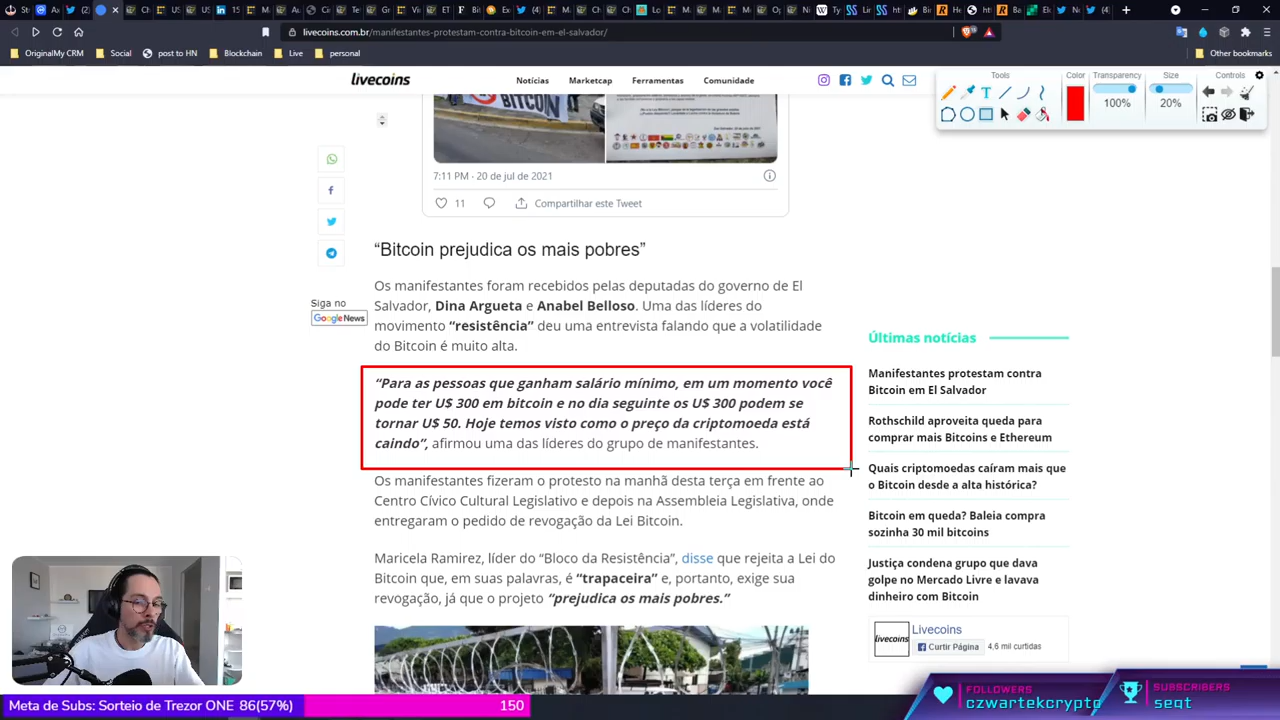 livecoins.com.br/manifestantes-protestam-contra-bitcoin-em-el-salvador/
OriginalMy CRM
Social
post to HN
Blockchain
Live
personal
Other bookmarks
livecoins
Notícias
Marketcap
Ferramentas
Comunidade
Tools
Color
Transparency
Size
Controls
100%
20%
BITCOIN
7:11 PM · 20 de jul de 2021
11
Compartilhar este Tweet
“Bitcoin prejudica os mais pobres”
Os manifestantes foram recebidos pelas deputadas do governo de El
Salvador, Dina Argueta e Anabel Belloso. Uma das líderes do
movimento “resistência” deu uma entrevista falando que a volatilidade
do Bitcoin é muito alta.
Siga no
Google News
“Para as pessoas que ganham salário mínimo, em um momento você
pode ter U$ 300 em bitcoin e no dia seguinte os U$ 300 podem se
tornar U$ 50. Hoje temos visto como o preço da criptomoeda está
caindo”, afirmou uma das líderes do grupo de manifestantes.
Os manifestantes fizeram o protesto na manhã desta terça em frente ao
Centro Cívico Cultural Legislativo e depois na Assembleia Legislativa, onde
entregaram o pedido de revogação da Lei Bitcoin.
Maricela Ramirez, líder do “Bloco da Resistência”, disse que rejeita a Lei do
Bitcoin que, em suas palavras, é “trapaceira” e, portanto, exige sua
revogação, já que o projeto “prejudica os mais pobres.”
Últimas notícias
Manifestantes protestam contra
Bitcoin em El Salvador
Rothschild aproveita queda para
comprar mais Bitcoins e Ethereum
Quais criptomoedas caíram mais que
o Bitcoin desde a alta histórica?
Bitcoin em queda? Baleia compra
sozinha 30 mil bitcoins
Justiça condena grupo que dava
golpe no Mercado Livre e lavava
dinheiro com Bitcoin
livecoins
Livecoins
Curtir Página
4,6 mil curtidas
Meta de Subs: Sorteio de Trezor ONE 86(57%)
150
FOLLOWERS
czwartekcrypto
SUBSCRIBERS
seqt